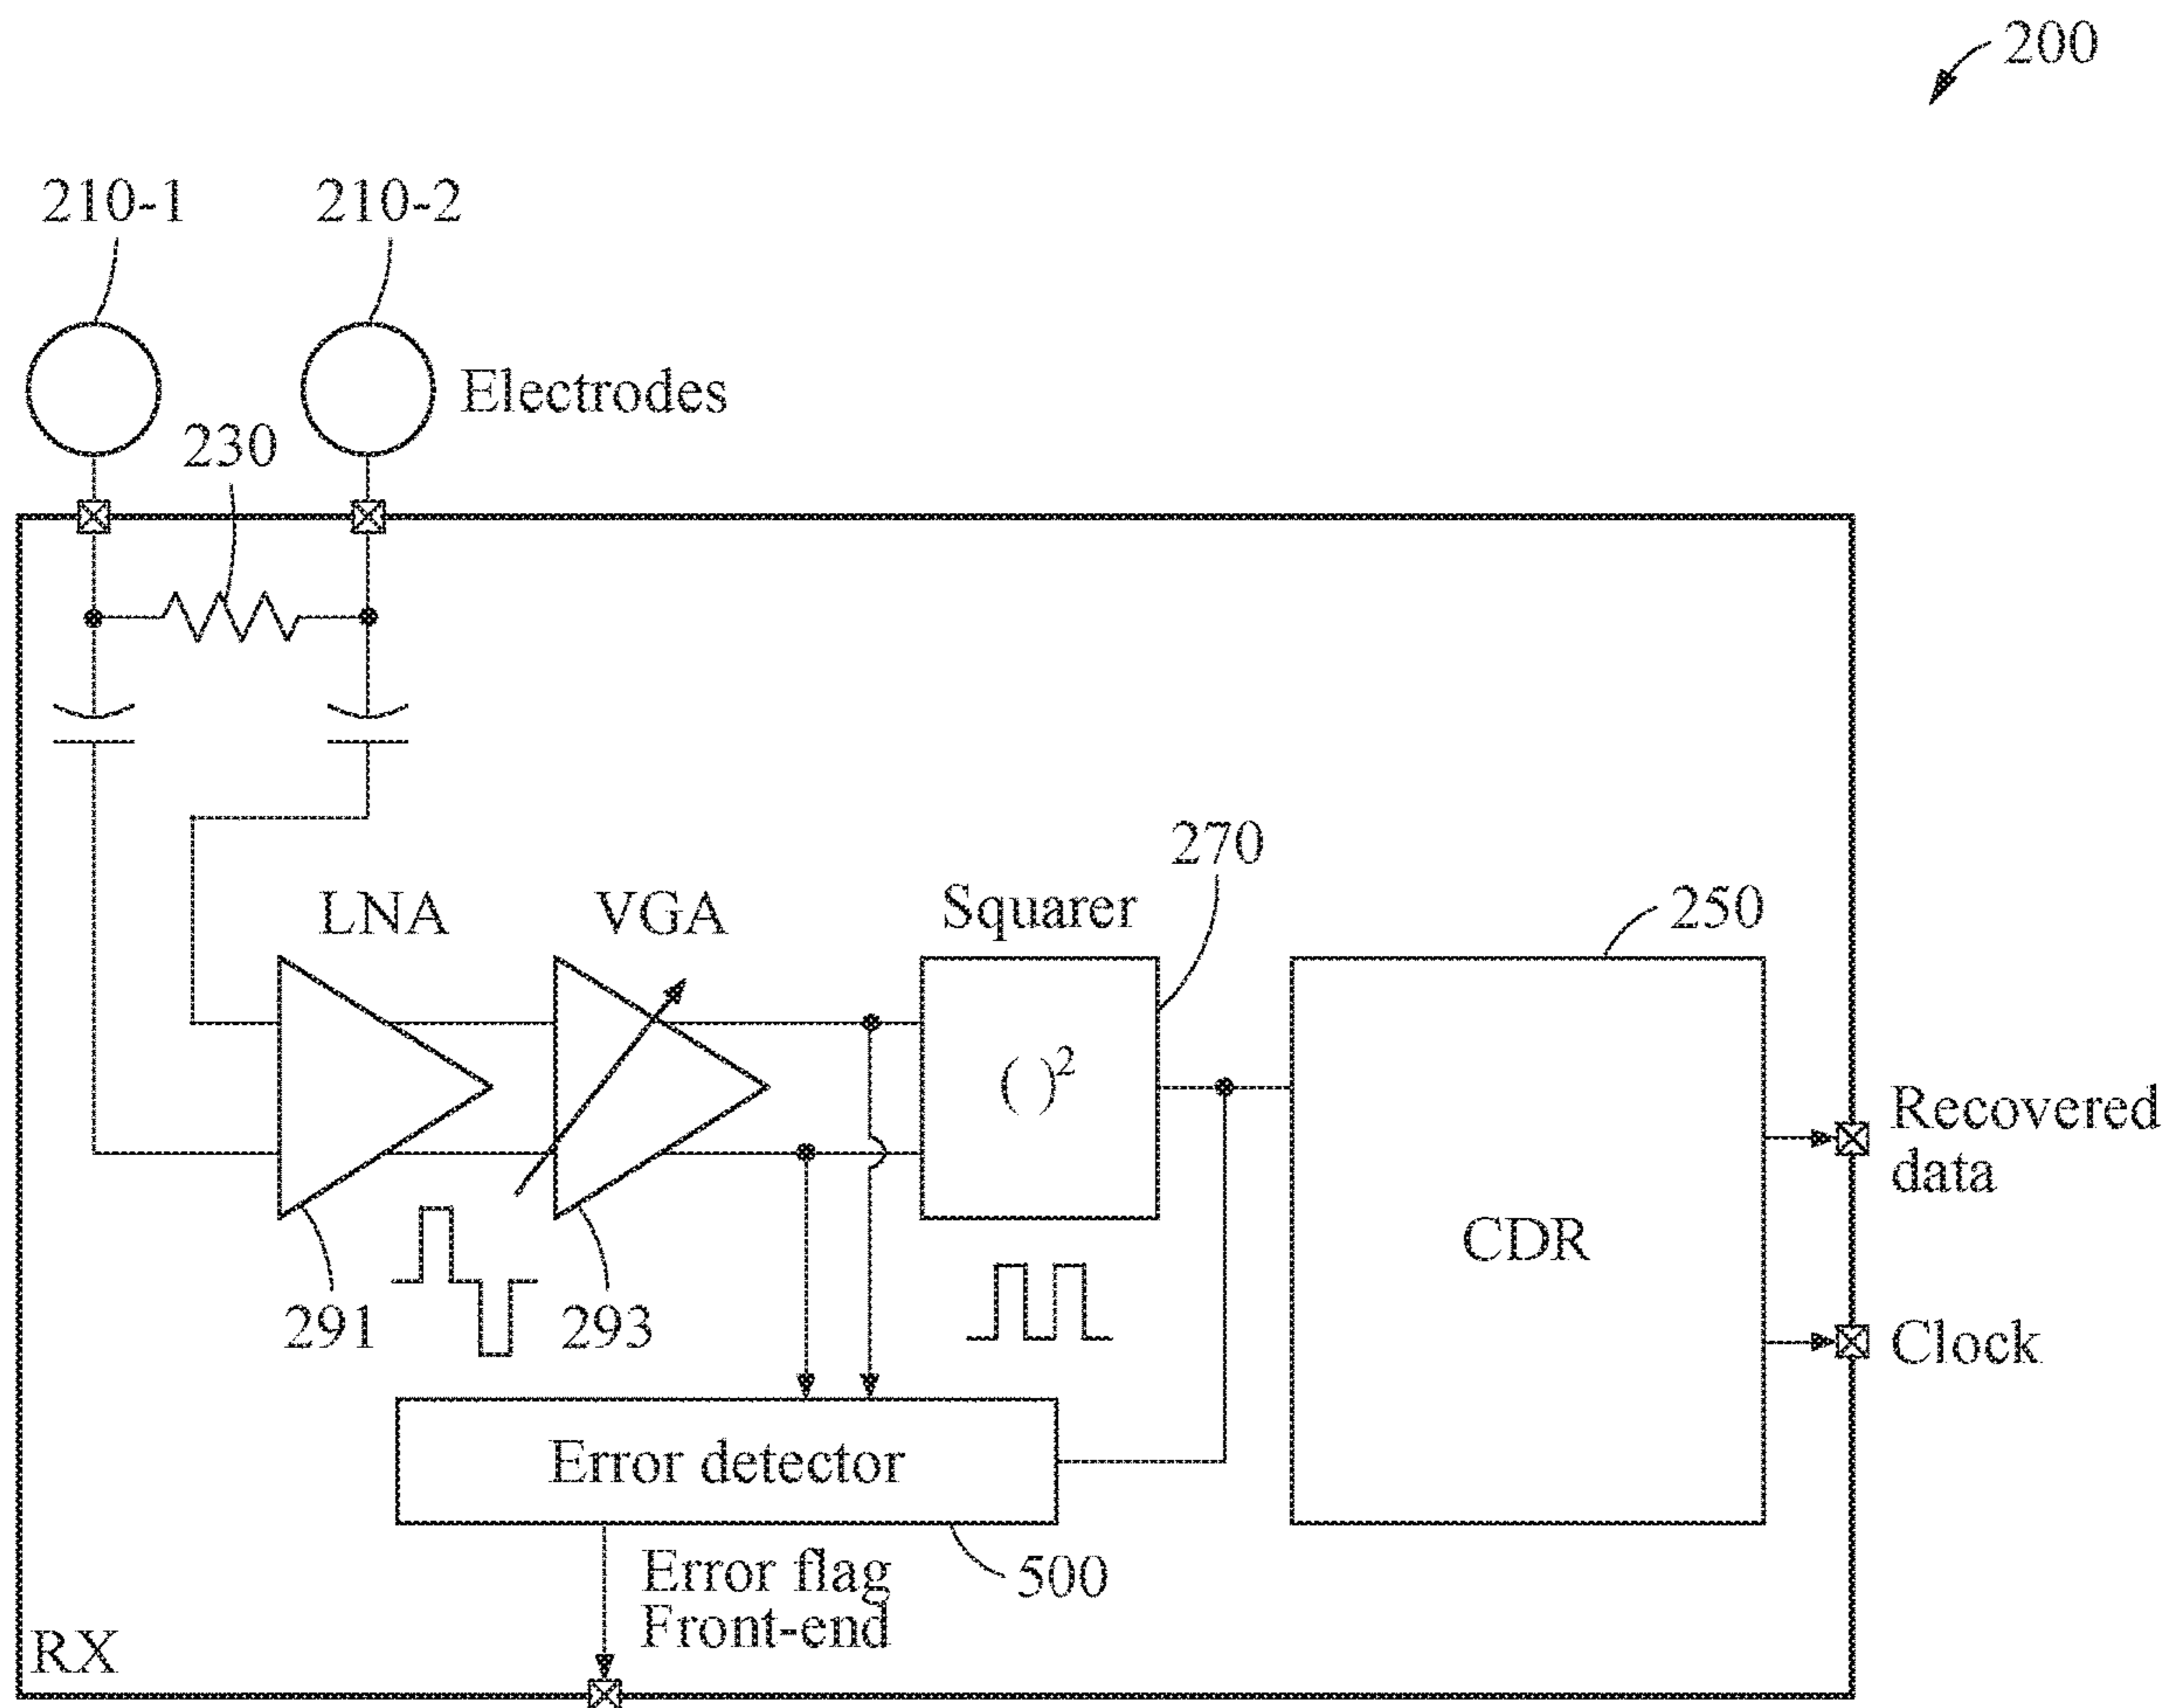 200
210-1
210-2
Electrodes
230
270
LNA
VGA
Squarer
250
( )²
Recovered
data
CDR
291
293
Clock
Error detector
Error flag
Front-end
500
RX